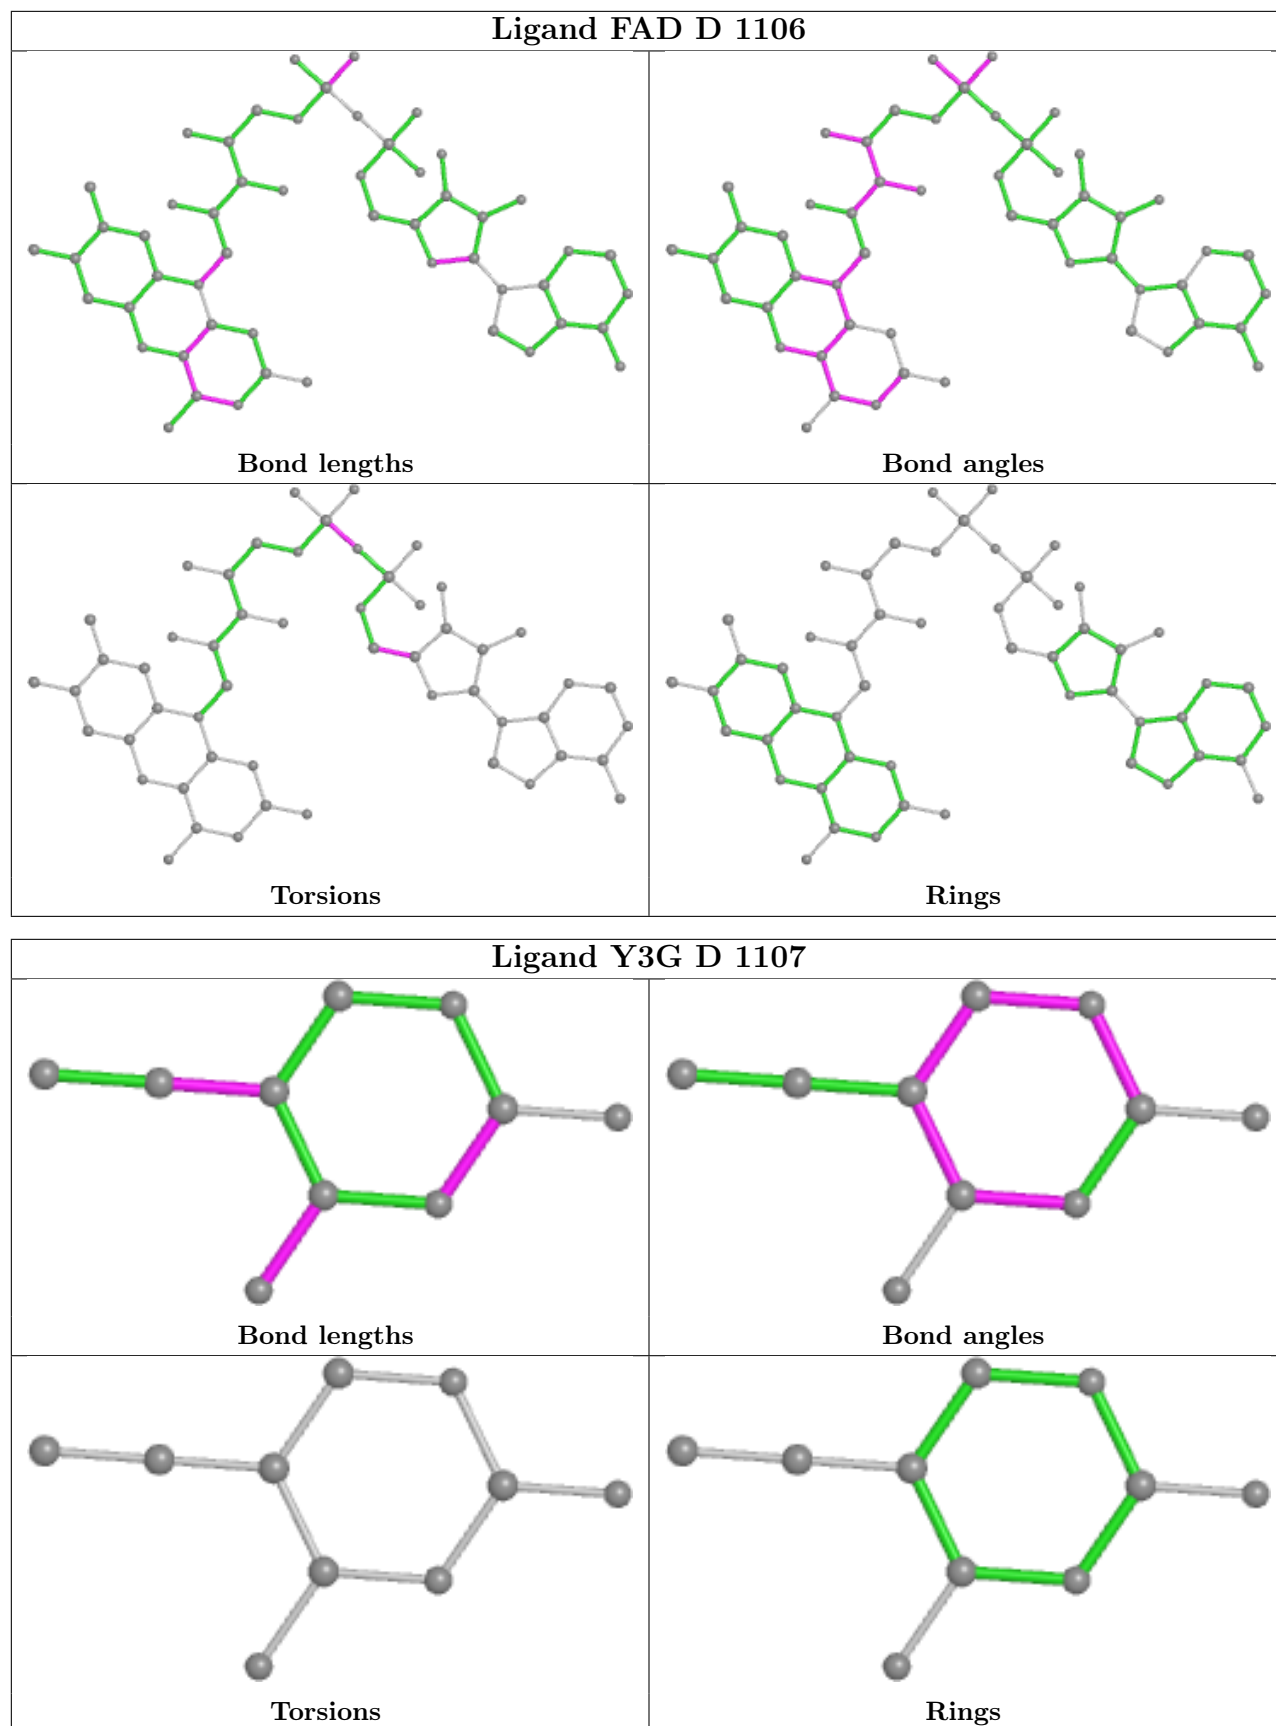 Ligand FAD D 1106
Bond lengths
Bond angles
Torsions
Rings
Ligand Y3G D 1107
Bond lengths
Bond angles
Torsions
Rings